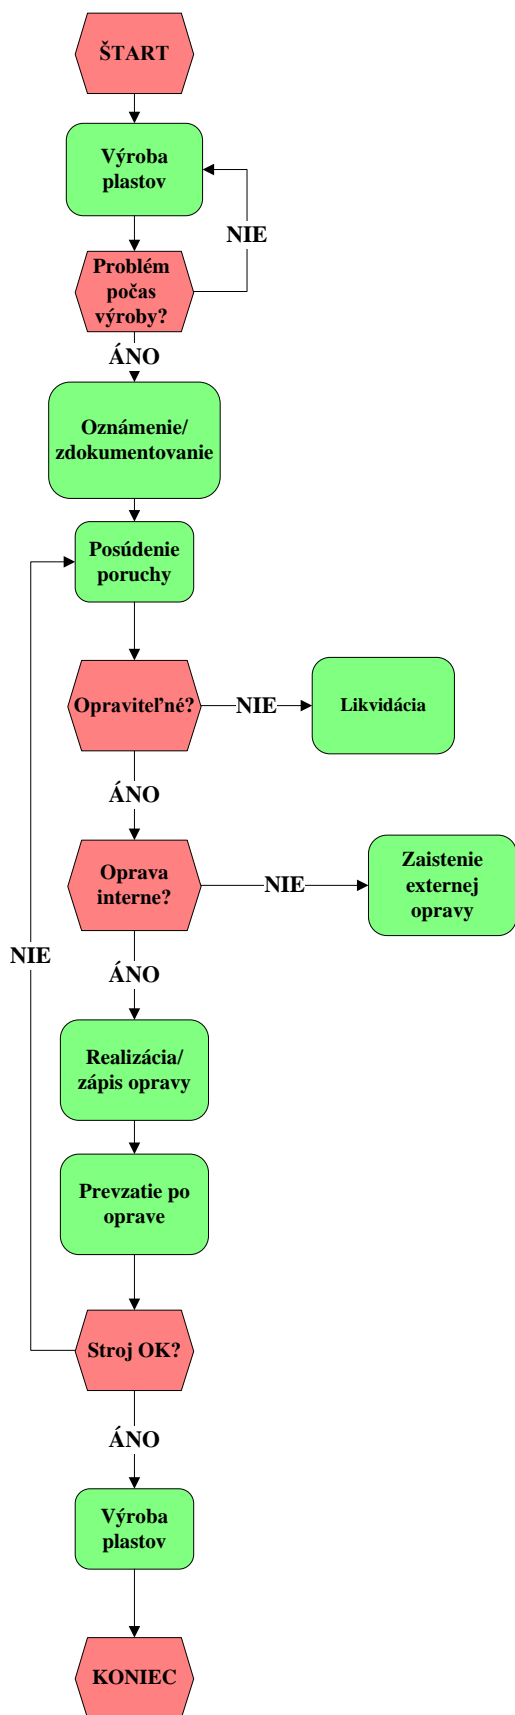 ŠTART
Výroba
plastov
NIE
Problém
počas
výroby?
ÁNO
Oznámenie/
zdokumentovanie
Posúdenie
poruchy
Opraviteľné?
NIE
Likvidácia
ÁNO
Oprava
interne?
NIE
Zaistenie
externej
opravy
NIE
ÁNO
Realizácia/
zápis opravy
Prevzatie po
oprave
Stroj OK?
ÁNO
Výroba
plastov
KONIEC